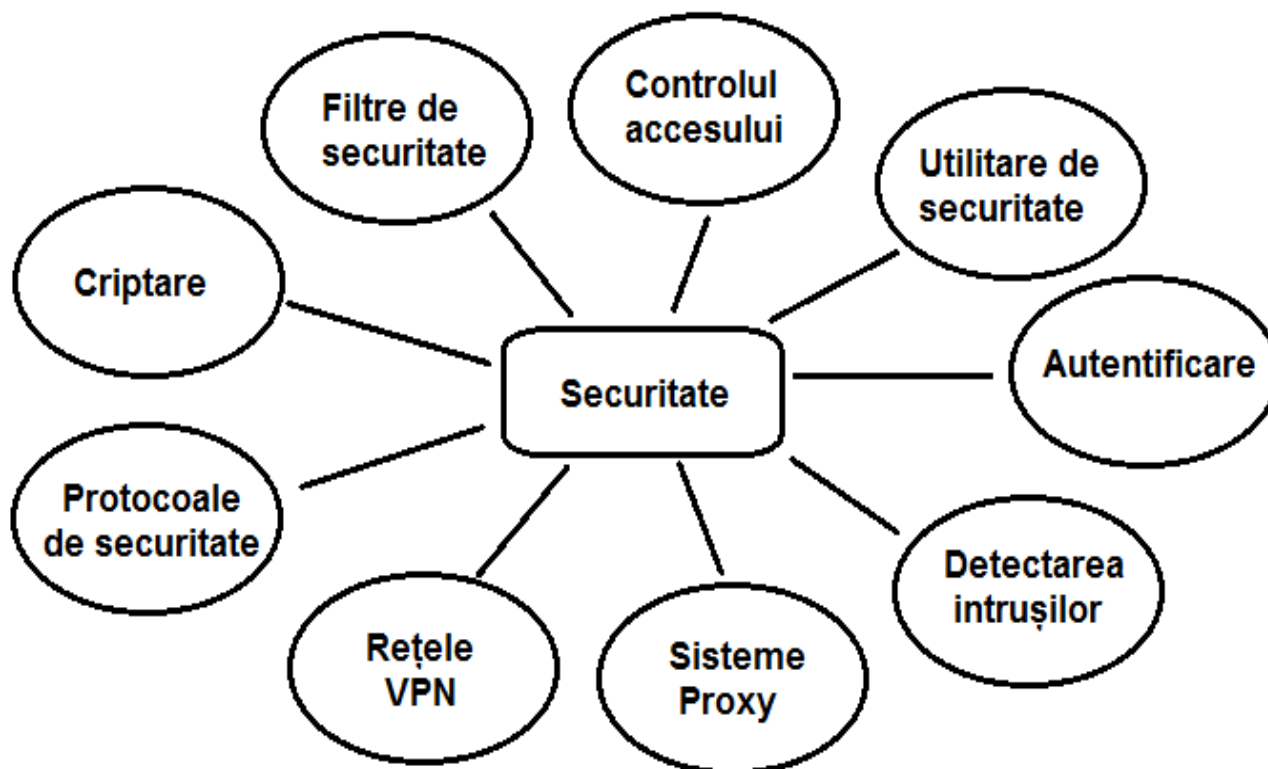 Controlul
accesului
Filtre de
securitate
Utilitare de
securitate
Criptare
Autentificare
Securitate
Protocoale
de securitate
Detectarea
intrușilor
Rețele
VPN
Sisteme
Proxy